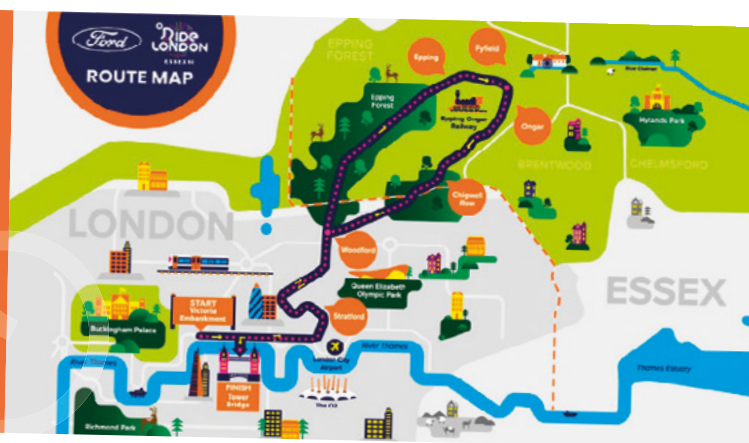 Ford
RIDE
LONDON
ROUTE MAP
EPPING
FOREST
Epping
Fyfield
Epping
Forest
Epping Ongar
Railway
Ongar
Hylands Park
BRENTWOOD
CHELMSFORD
Chigwell
Row
LONDON
Woodford
Queen Elizabeth
Olympic Park
ESSEX
START
Victoria
Embankment
Stratford
Buckingham Palace
River Thames
London City
Airport
River Thames
Thames Estuary
FINISH
Tower
Bridge
The O2
Richmond Park